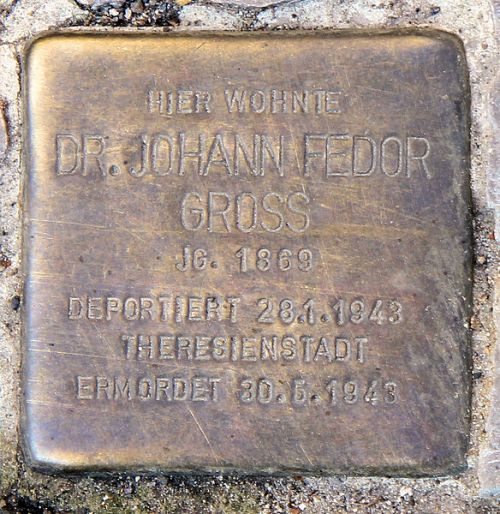 HIER WOHNTE
DR. JOHANN FEDOR
GROSS
JG. 1869
DEPORTIERT 28.1.1943
THERESIENSTADT
ERMORDET 30.5.1943